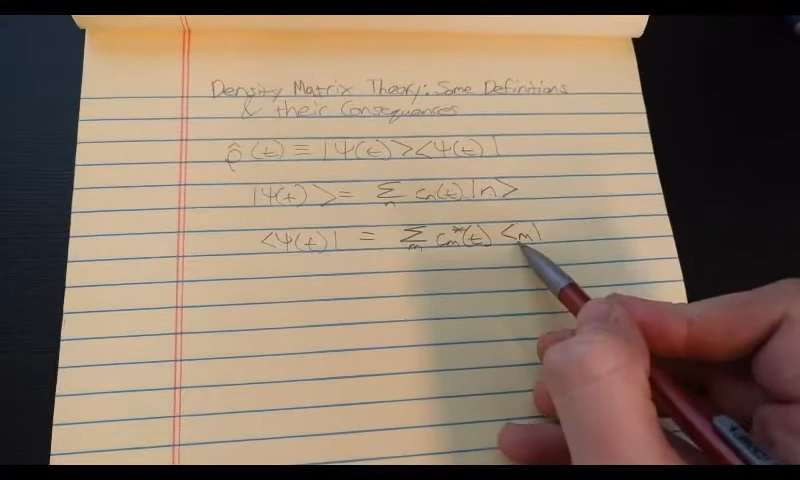 Density Matrix Theory: Some Definitions
& their Consequences
ρ̂(t) ≡ |Ψ(t)><Ψ(t)|
|Ψ(t)> = Σₙ cₙ(t) |n>
<Ψ(t)| = Σₘ cₘ*(t) <m|